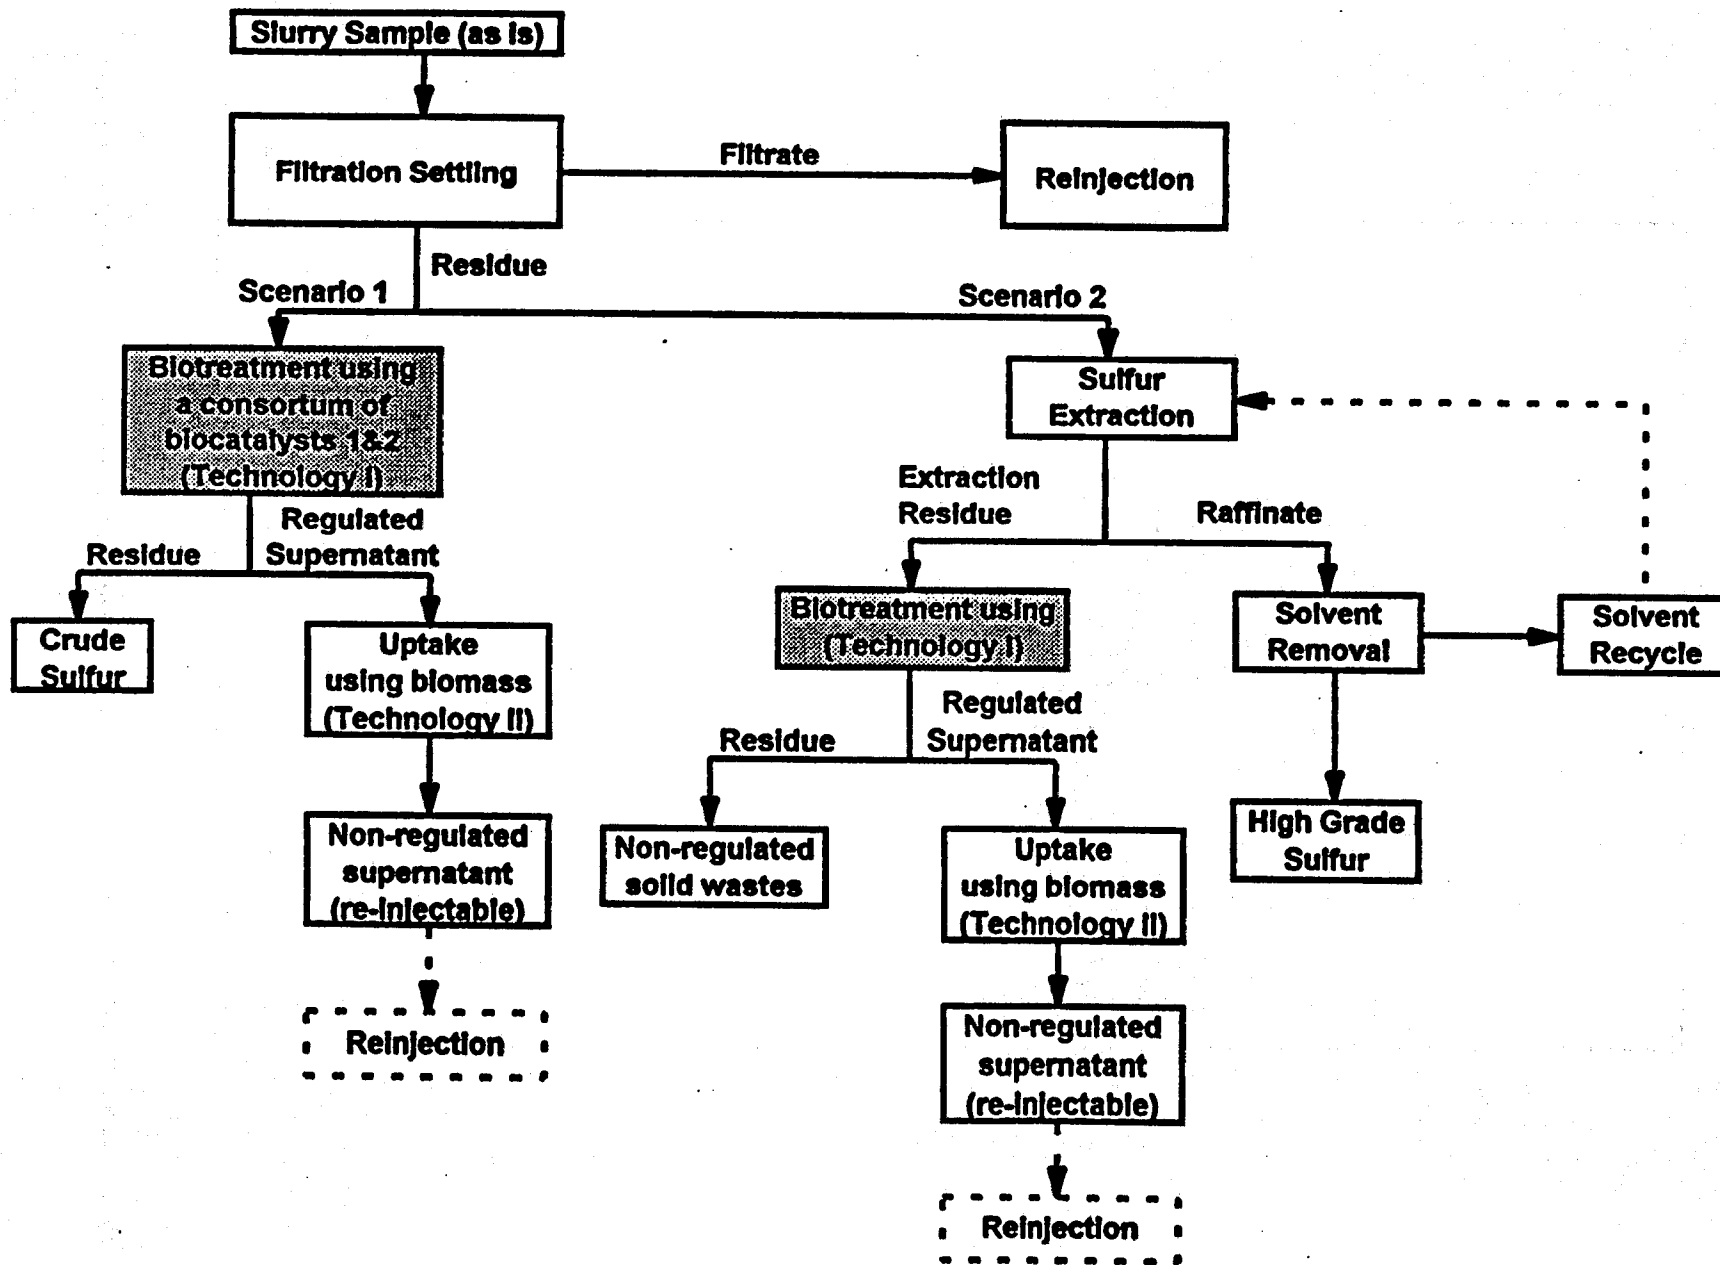 Slurry Sample (as is)
Filtration Settling
Filtrate
Reinjection
Residue
Scenario 1
Scenario 2
Biotreatment using
a consortum of
biocatalysts 1&2
(Technology I)
Sulfur
Extraction
Residue
Regulated
Supernatant
Extraction
Residue
Raffinate
Crude
Sulfur
Uptake
using biomass
(Technology II)
Biotreatment using
(Technology I)
Solvent
Removal
Solvent
Recycle
Residue
Regulated
Supernatant
Non-regulated
supernatant
(re-injectable)
Non-regulated
solid wastes
Uptake
using biomass
(Technology II)
High Grade
Sulfur
Reinjection
Non-regulated
supernatant
(re-injectable)
Reinjection